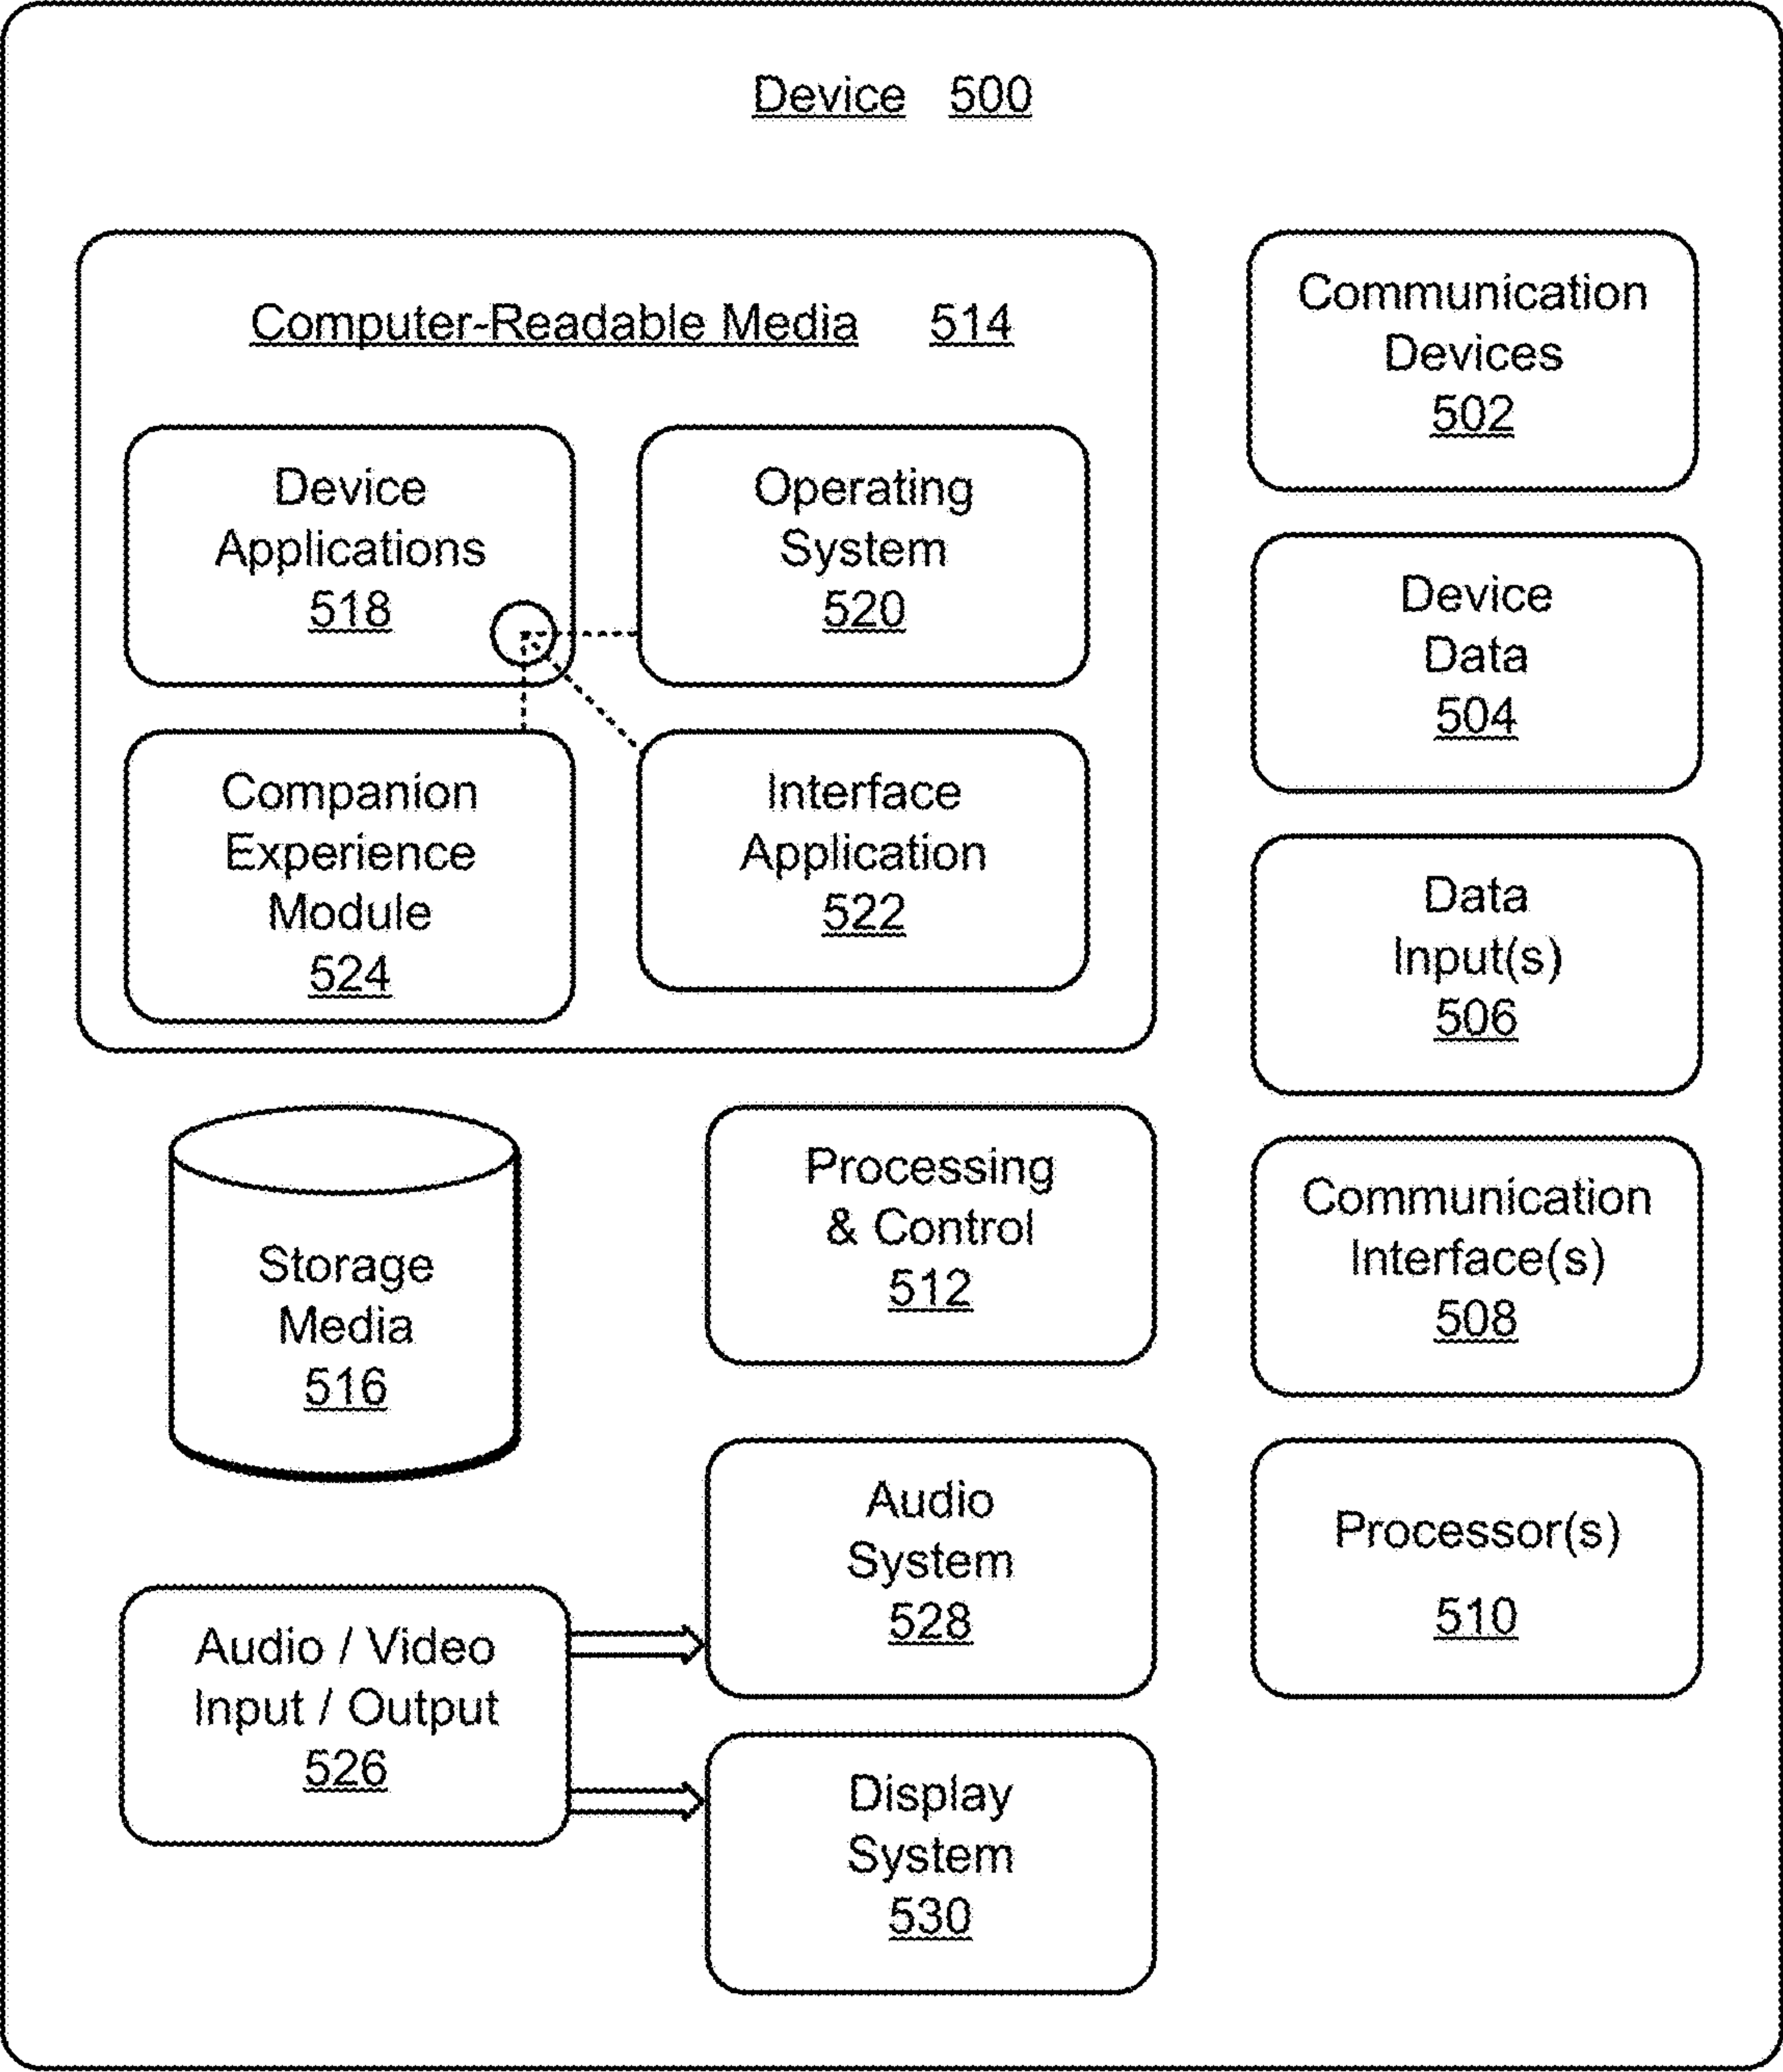 Device 500
Computer-Readable Media 514
Device
Applications
518
Operating
System
520
Companion
Experience
Module
524
Interface
Application
522
Storage
Media
516
Processing
& Control
512
Audio / Video
Input / Output
526
Audio
System
528
Display
System
530
Communication
Devices
502
Device
Data
504
Data
Input(s)
506
Communication
Interface(s)
508
Processor(s)
510